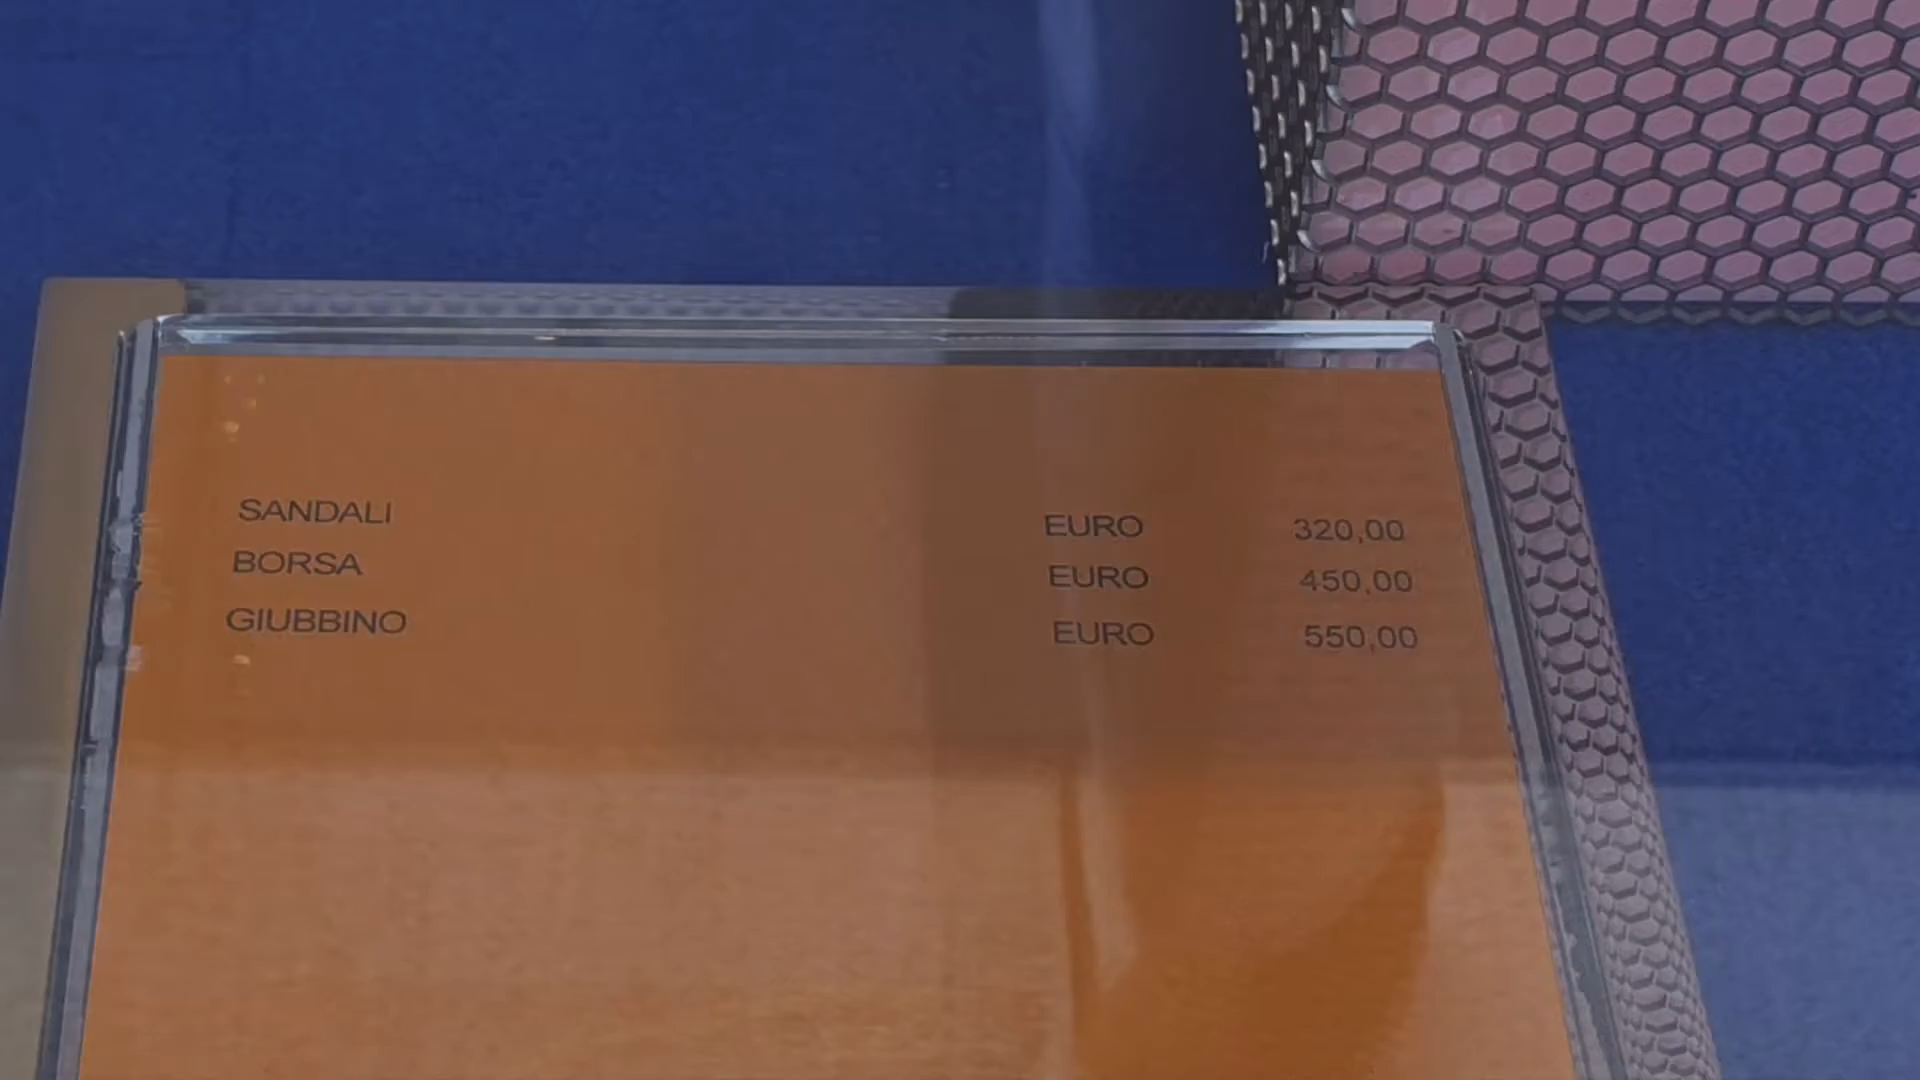 SANDALI EURO 320,00
BORSA EURO 450,00
GIUBBINO EURO 550,00